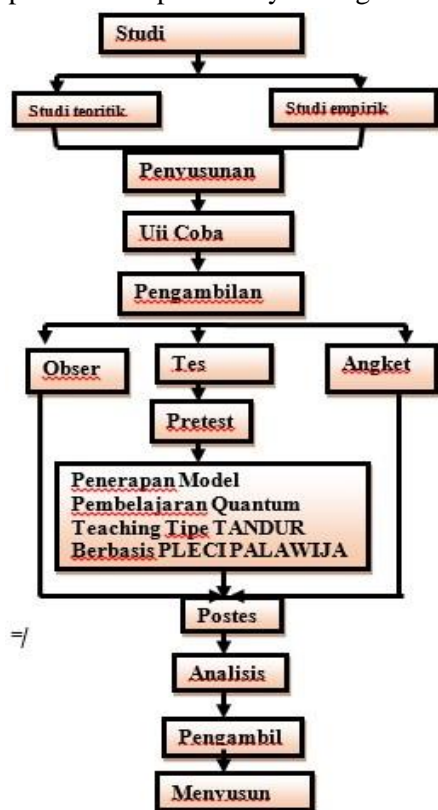 Studi
Studi teoritik
Studi empirik
Penyusunan
Uji Coba
Pengambilan
Obser
Tes
Angket
Pretest
Penerapan Model
Pembelajaran Quantum
Teaching Tipe TANDUR
Berbasis PLECI PALAWIJA
Postes
=/
Analisis
Pengambil
Menyusun